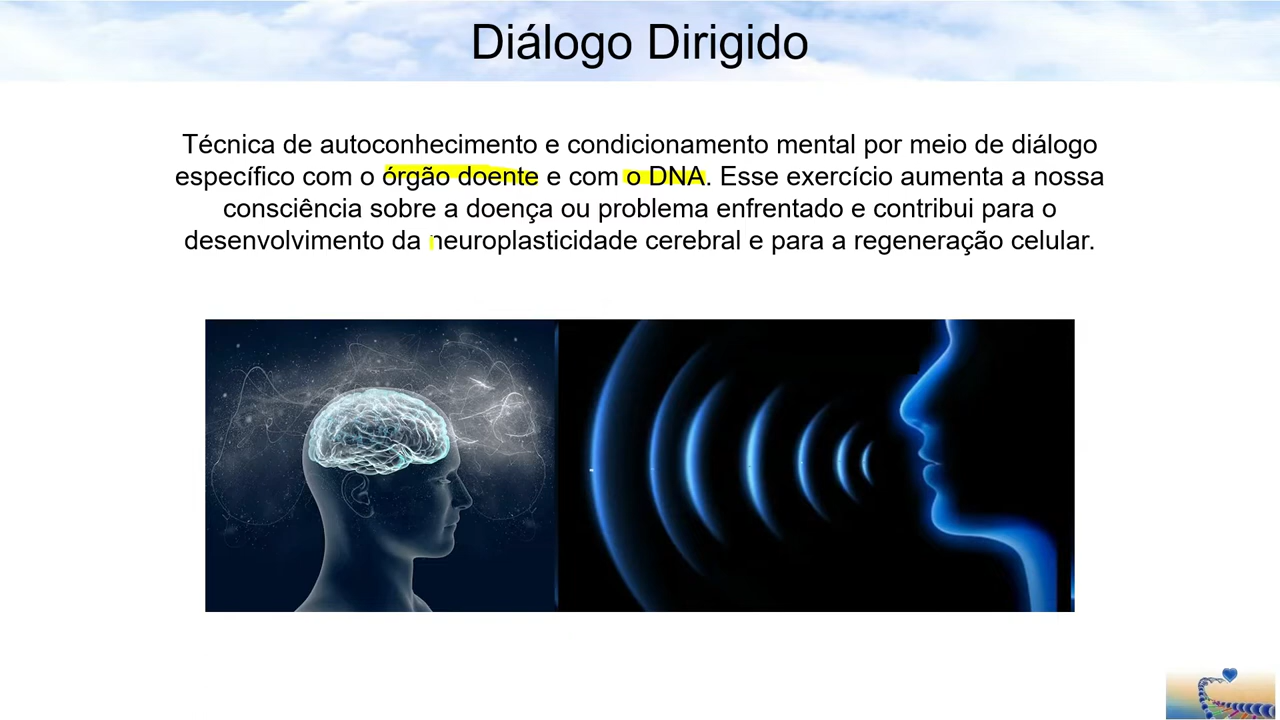 Diálogo Dirigido
Técnica de autoconhecimento e condicionamento mental por meio de diálogo
específico com o órgão doente e com o DNA. Esse exercício aumenta a nossa
consciência sobre a doença ou problema enfrentado e contribui para o
desenvolvimento da neuroplasticidade cerebral e para a regeneração celular.